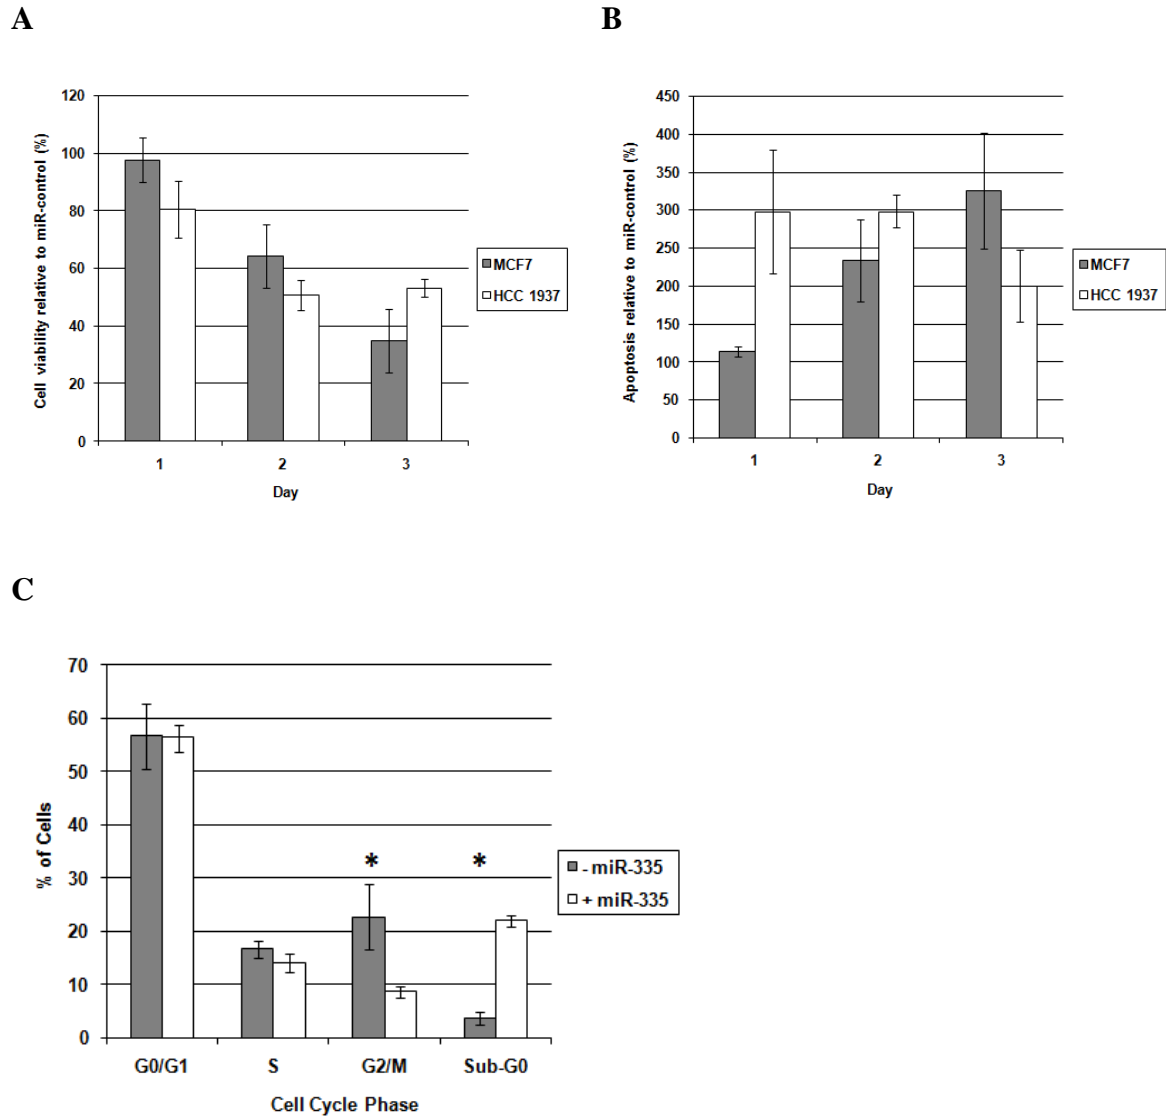 A
Cell viability relative to miR-control (%)
120
100
80
60
40
20
0
1 2 3
Day
MCF7
HCC 1937
B
Apoptosis relative to miR-control (%)
450
400
350
300
250
200
150
100
50
0
1 2 3
Day
MCF7
HCC 1937
C
% of Cells
70
60
50
40
30
20
10
0
* *
G0/G1 S G2/M Sub-G0
Cell Cycle Phase
- miR-335
+ miR-335